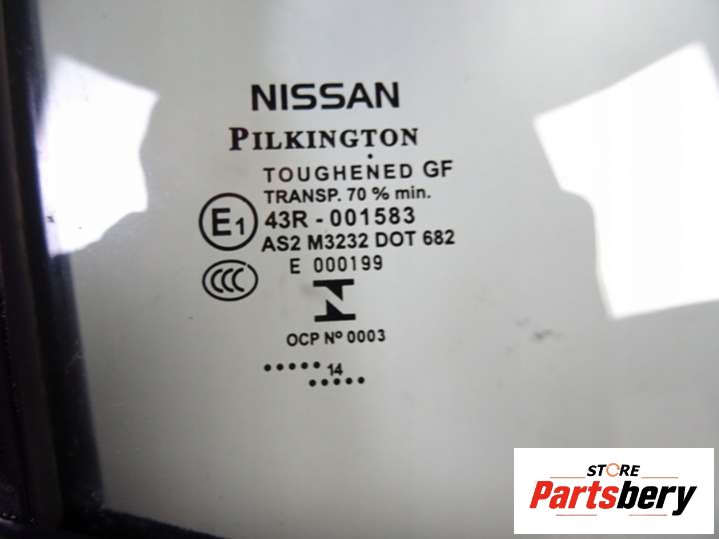 NISSAN
PILKINGTON
TOUGHENED GF
TRANSP. 70 % min.
E1 43R - 001583
AS2 M3232 DOT 682
CCC E 000199
N
OCP Nº 0003
••••• 14
•••••
STORE
Partsbery